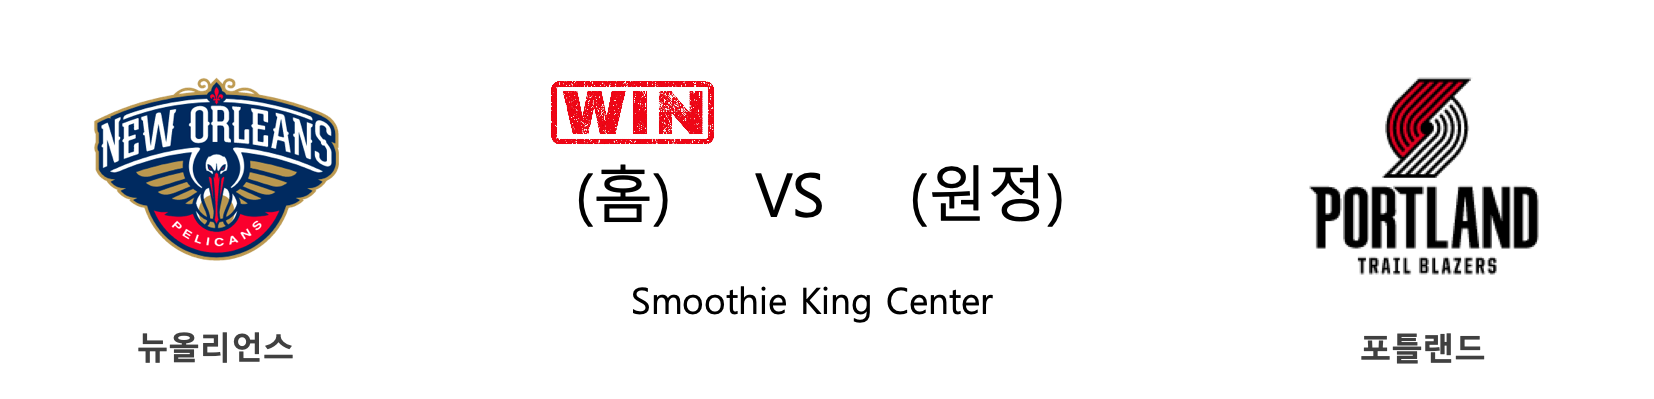 NEW ORLEANS
PELICANS
뉴올리언스
WIN
(홈) VS (원정)
Smoothie King Center
PORTLAND
TRAIL BLAZERS
포틀랜드